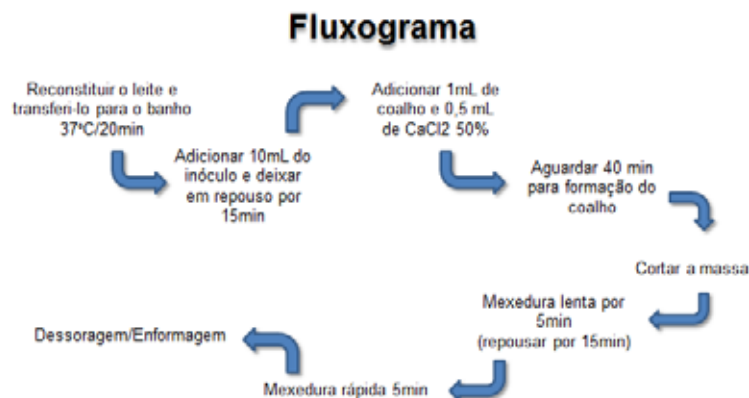 Fluxograma
Reconstituir o leite e
transferi-lo para o banho
37ºC/20min
Adicionar 10mL do
inóculo e deixar
em repouso por
15min
Adicionar 1mL de
coalho e 0,5 mL
de CaCl2 50%
Aguardar 40 min
para formação do
coalho
Cortar a massa
Mexedura lenta por
5min
(repousar por 15min)
Mexedura rápida 5min
Dessoragem/Enformagem